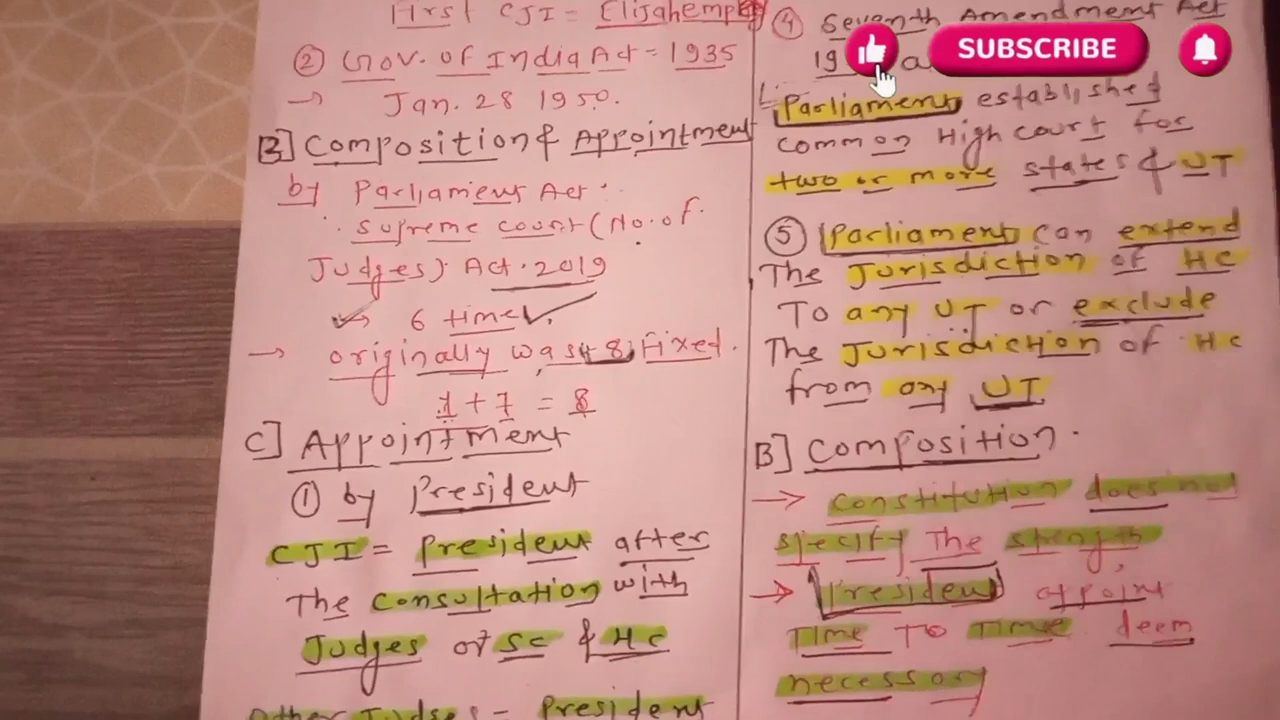 First CJI = Elijahempey
② Gov. of India Act = 1935
→ Jan. 28 1950.
B] Composition & Appointment
by Parliament Act.
Supreme court (No. of
Judges) Act. 2019
6 time
→ originally was 8 Fixed.
1 + 7 = 8
C] Appointment
① by President
CJI = President after
The consultation with
Judges of SC & HC
Other Judges = President
④ Seventh Amendment Act
19
Parliament established
common High court for
two or more states & UT
⑤ Parliament can extend
The Jurisdiction of HC
To any UT or exclude
The Jurisdiction of HC
from any UT
B] Composition.
→ Constitution does not
specify The strength
→ President appoint
TIME TO TIME deem
necessary
SUBSCRIBE